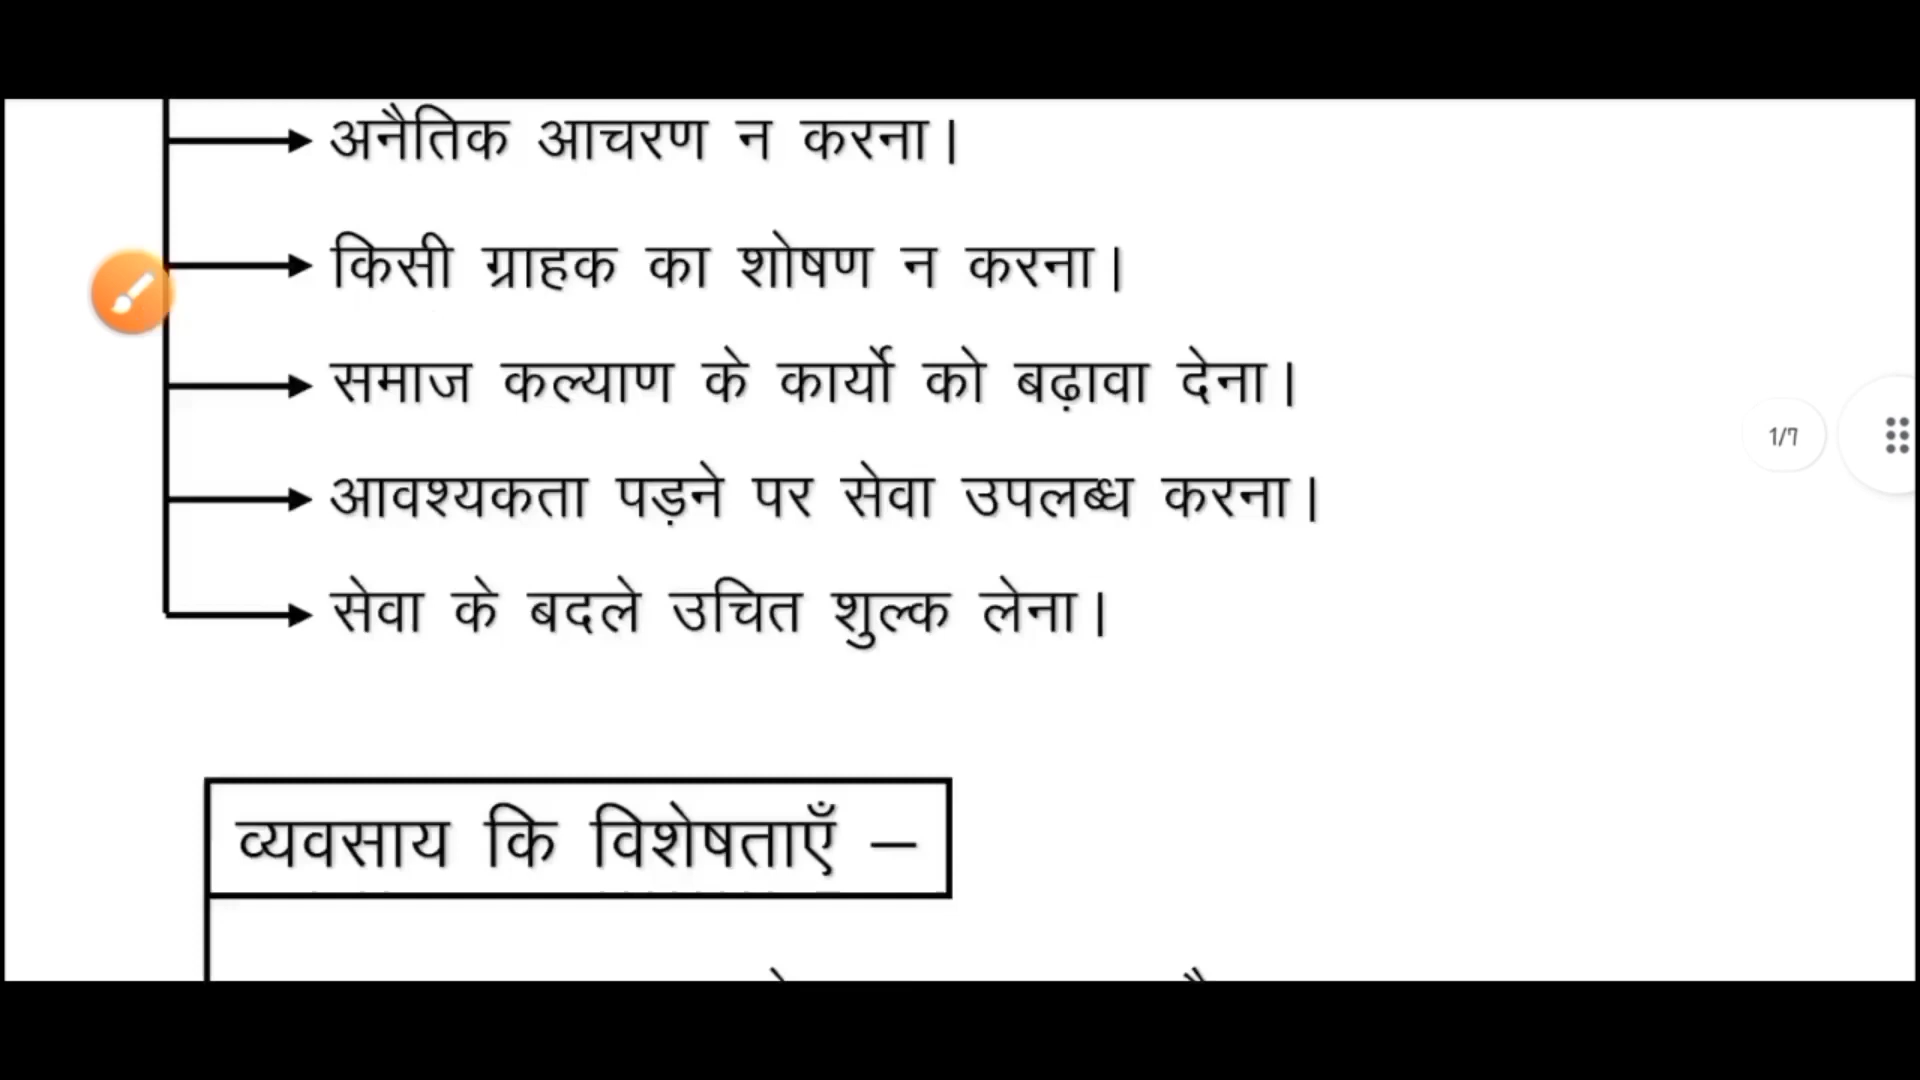 अनैतिक आचरण न करना।
किसी ग्राहक का शोषण न करना।
समाज कल्याण के कार्यो को बढ़ावा देना।
1/7
आवश्यकता पड़ने पर सेवा उपलब्ध करना।
सेवा के बदले उचित शुल्क लेना।
व्यवसाय कि विशेषताएँ –